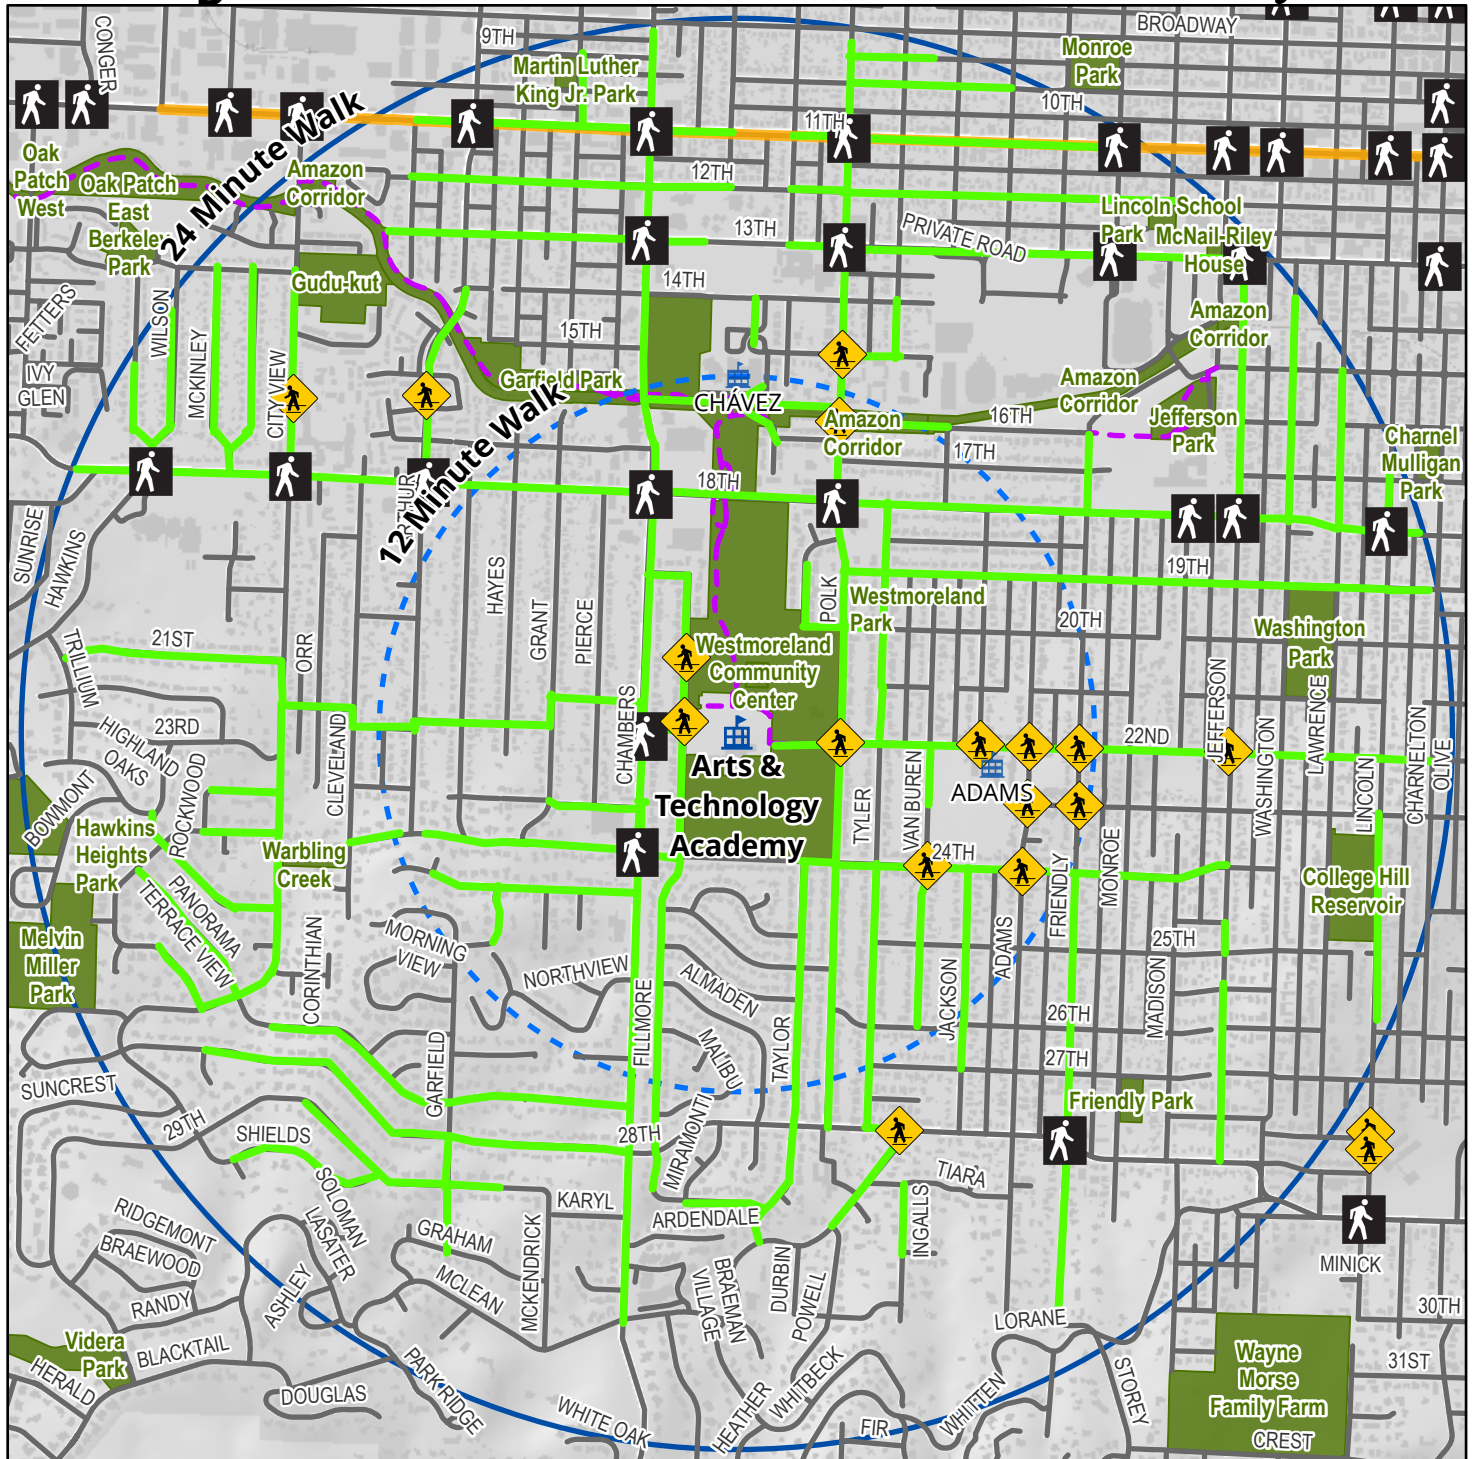 BROADWAY
CONGER
9TH
Monroe
Park
Martin Luther
King Jr. Park
10TH
11TH
24 Minute Walk
Oak
Patch
West
Oak Patch
East
Berkeley
Park
Amazon
Corridor
12TH
13TH
PRIVATE ROAD
Lincoln School
Park
McNail-Riley
House
Gudu-kut
14TH
FETTERS
WILSON
MCKINLEY
CITY VIEW
15TH
Amazon
Corridor
IVY
GLEN
Garfield Park
CHÁVEZ
Amazon
Corridor
16TH
Amazon
Corridor
Jefferson
Park
17TH
Charnel
Mulligan
Park
12 Minute Walk
18TH
ARTHUR
SUNRISE
HAWKINS
HAYES
GRANT
PIERCE
POLK
19TH
Westmoreland
Park
20TH
Washington
Park
TRILLIUM
21ST
ORR
Westmoreland
Community
Center
23RD
HIGHLAND
OAKS
CLEVELAND
CHAMBERS
22ND
JEFFERSON
WASHINGTON
LAWRENCE
LINCOLN
CHARNELTON
OLIVE
BOWMONT
ROCKWOOD
Arts &
Technology
Academy
TYLER
VAN BUREN
ADAMS
Hawkins
Heights
Park
Warbling
Creek
24TH
FRIENDLY
MONROE
College Hill
Reservoir
PANORAMA
TERRACE VIEW
Melvin
Miller
Park
CORINTHIAN
MORNING
VIEW
NORTHVIEW
ALMADEN
ADAMS
25TH
FILLMORE
JACKSON
MADISON
26TH
MALIBU
TAYLOR
27TH
GARFIELD
SUNCREST
Friendly Park
29TH
SHIELDS
28TH
MIRAMONTI
TIARA
SOLOMAN
LASATER
KARYL
ARDENDALE
INGALLS
RIDGEMONT
BRAEWOOD
RANDY
GRAHAM
MCLEAN
MCKENDRICK
ASHLEY
VILLAGE
BRAEMAN
DURBIN
POWELL
MINICK
30TH
LORANE
Videra
Park
BLACKTAIL
HERALD
DOUGLAS
PARK RIDGE
WHITE OAK
HEATHER
WHITBECK
FIR
WHITTEN
STOREY
Wayne
Morse
Family Farm
31ST
CREST